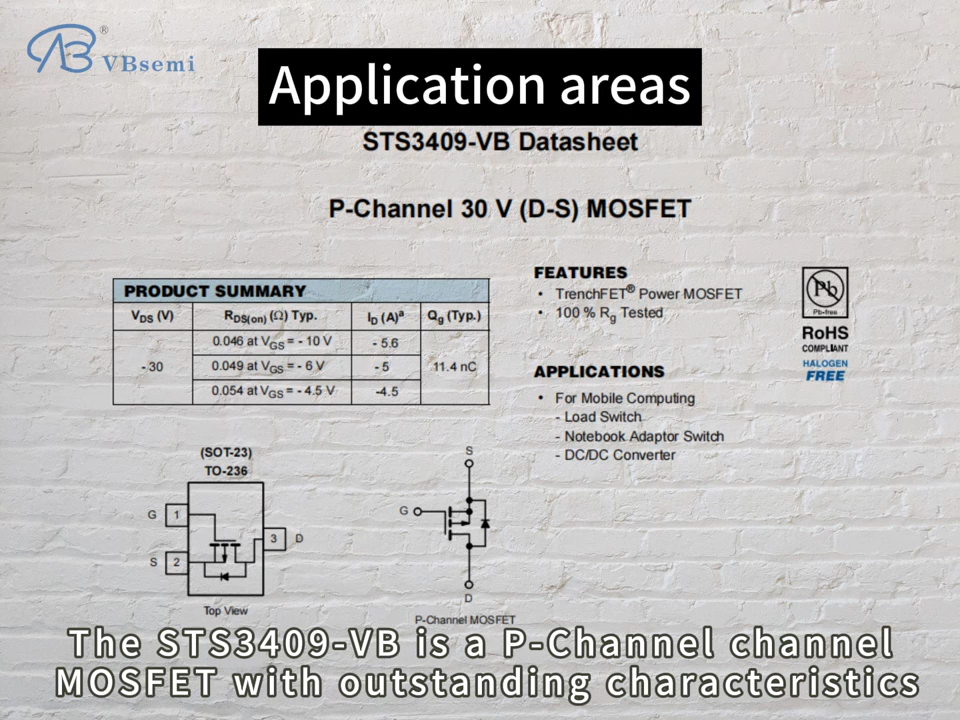 VBsemi®
Application areas
STS3409-VB Datasheet
P-Channel 30 V (D-S) MOSFET
PRODUCT SUMMARY
VDS (V) RDS(on) (Ω) Typ. ID (A)a Qg (Typ.)
- 30 0.046 at VGS = - 10 V - 5.6 11.4 nC
0.049 at VGS = - 6 V - 5
0.054 at VGS = - 4.5 V -4.5
FEATURES
• TrenchFET® Power MOSFET
• 100 % Rg Tested
Pb
Pb-free
RoHS
COMPLIANT
HALOGEN
FREE
APPLICATIONS
• For Mobile Computing
- Load Switch
- Notebook Adaptor Switch
- DC/DC Converter
(SOT-23)
TO-236
G 1
S 2
3 D
Top View
S
G
D
P-Channel MOSFET
The STS3409-VB is a P-Channel channel
MOSFET with outstanding characteristics